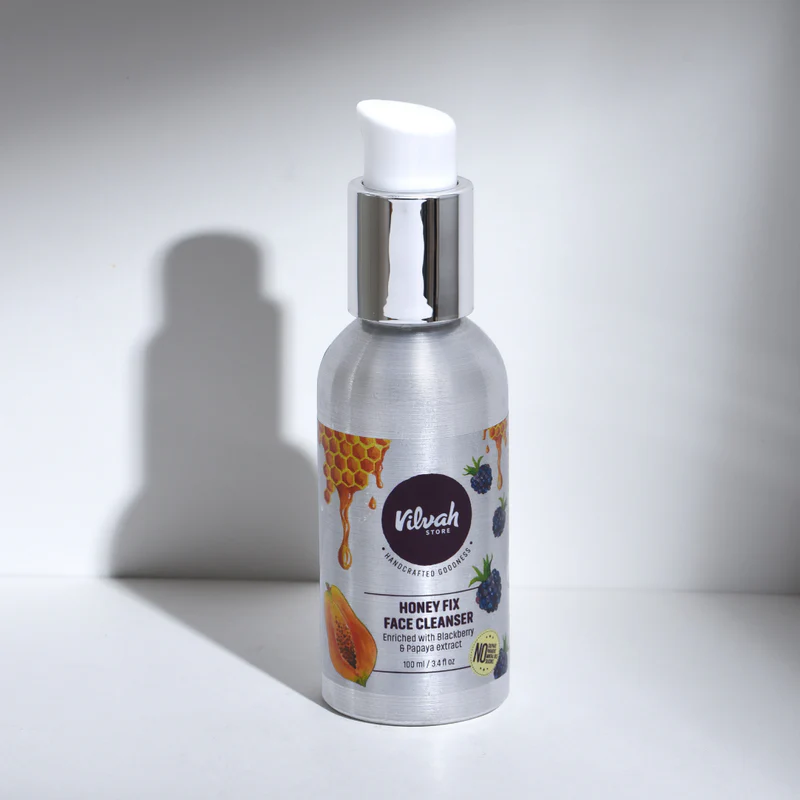 Vilvah
STORE
• HANDCRAFTED GOODNESS •
HONEY FIX
FACE CLEANSER
Enriched with Blackberry
& Papaya extract
100 ml / 3.4 fl oz
NO